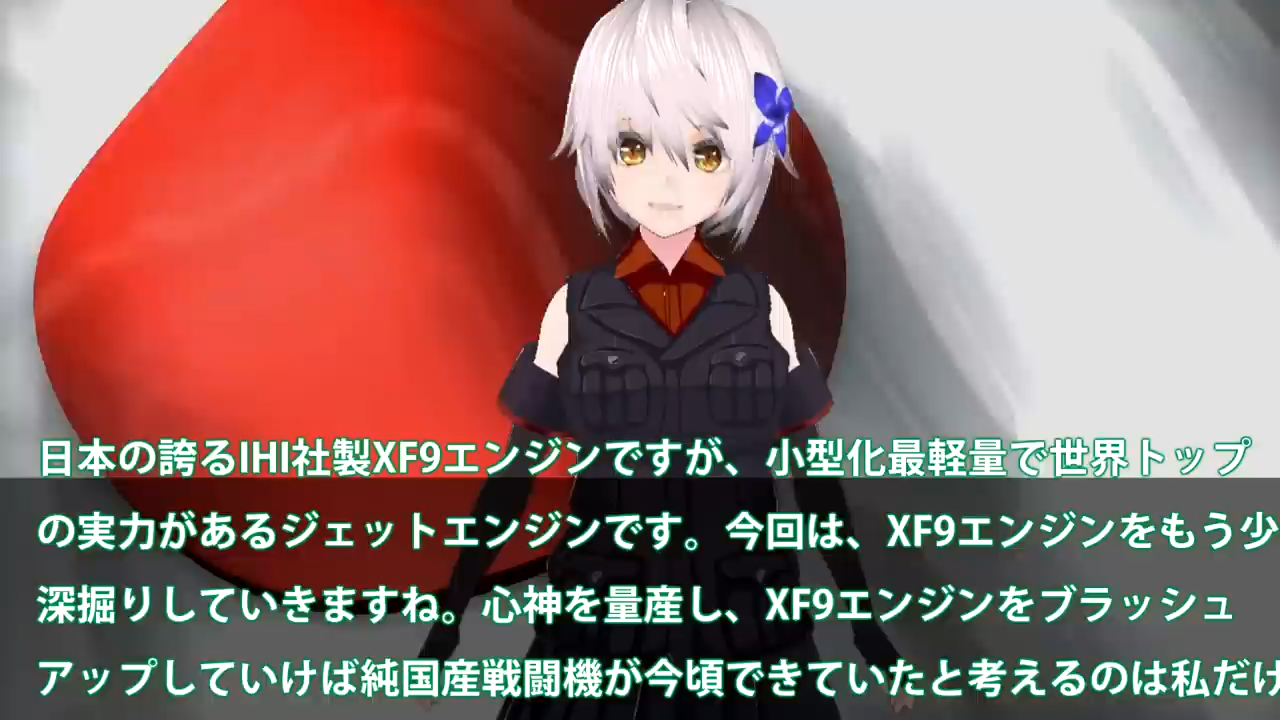 日本の誇るIHI社製XF9エンジンですが、小型化最軽量で世界トップ
の実力があるジェットエンジンです。今回は、XF9エンジンをもう少
深掘りしていきますね。心神を量産し、XF9エンジンをブラッシュ
アップしていけば純国産戦闘機が今頃できていたと考えるのは私だけ